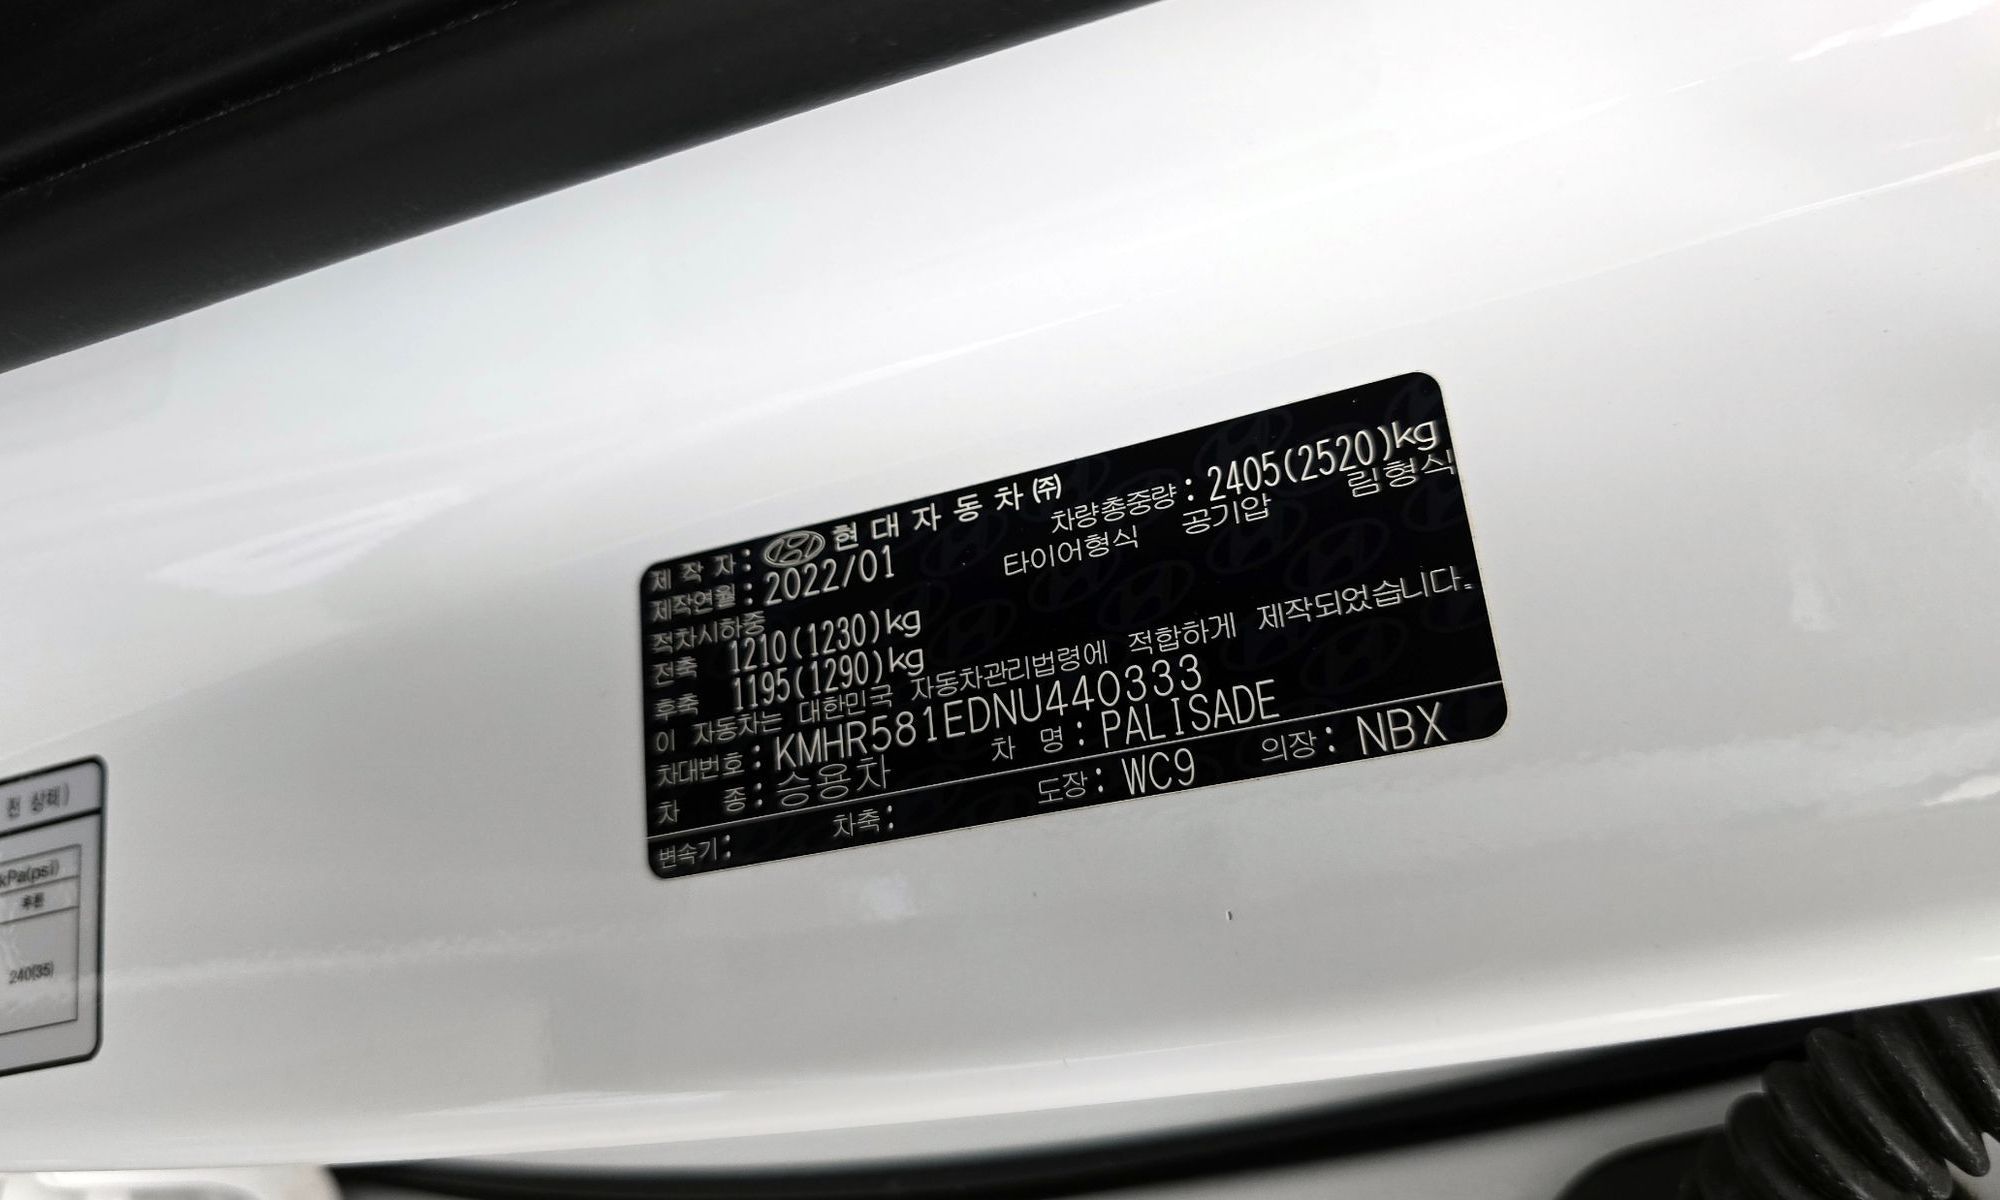 제 작 자 : 현 대 자 동 차 ㈜
제작연월 : 2022/01 차량총중량 : 2405(2520)kg
적차시하중 타이어형식 공기압 림형식
전축 1210(1230)kg
후축 1195(1290)kg
이 자동차는 대한민국 자동차관리법령에 적합하게 제작되었습니다.
차대번호 : KMHR581EDNU440333
차 종 : 승용차 차 명 : PALISADE
변속기 : 차축 : 도장 : WC9 의장 : NBX
kPa(psi)
240(35)